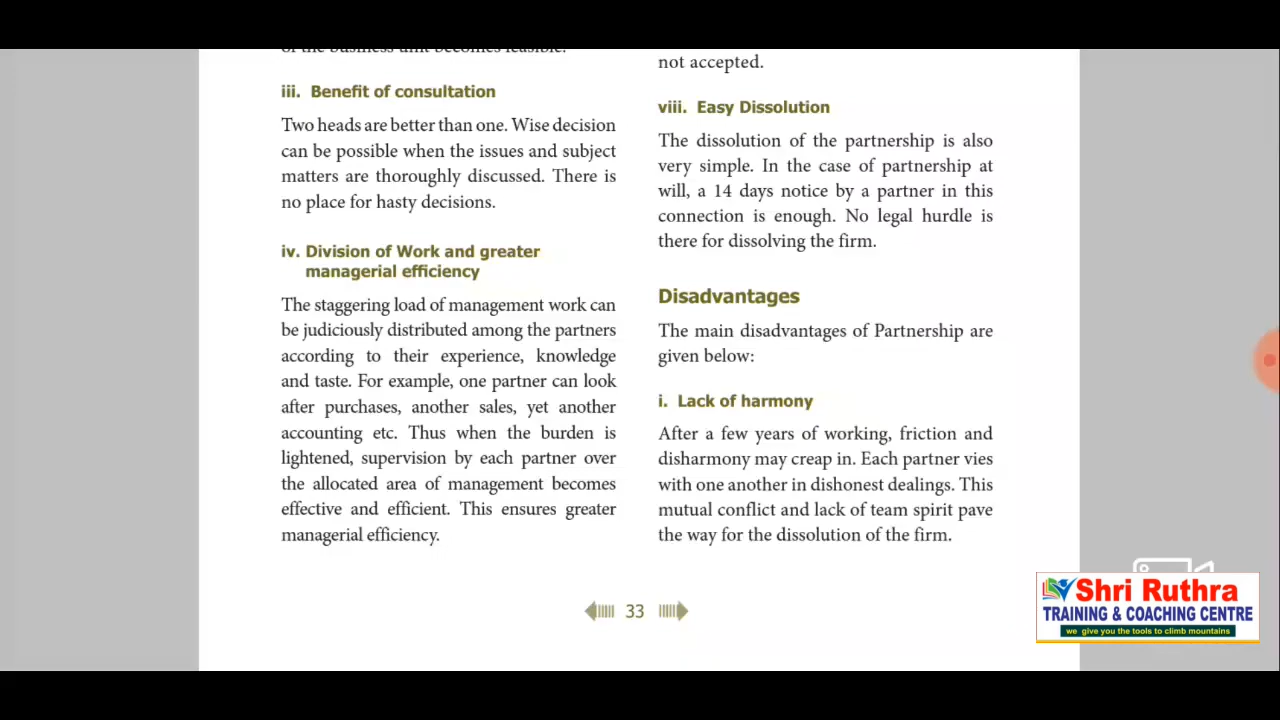 of the business unit becomes feasible.
iii. Benefit of consultation
Two heads are better than one. Wise decision
can be possible when the issues and subject
matters are thoroughly discussed. There is
no place for hasty decisions.
iv. Division of Work and greater
managerial efficiency
The staggering load of management work can
be judiciously distributed among the partners
according to their experience, knowledge
and taste. For example, one partner can look
after purchases, another sales, yet another
accounting etc. Thus when the burden is
lightened, supervision by each partner over
the allocated area of management becomes
effective and efficient. This ensures greater
managerial efficiency.
not accepted.
viii. Easy Dissolution
The dissolution of the partnership is also
very simple. In the case of partnership at
will, a 14 days notice by a partner in this
connection is enough. No legal hurdle is
there for dissolving the firm.
Disadvantages
The main disadvantages of Partnership are
given below:
i. Lack of harmony
After a few years of working, friction and
disharmony may creap in. Each partner vies
with one another in dishonest dealings. This
mutual conflict and lack of team spirit pave
the way for the dissolution of the firm.
33
Shri Ruthra
TRAINING & COACHING CENTRE
we give you the tools to climb mountains